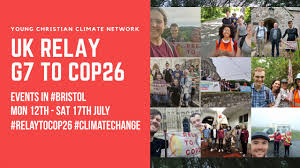 YOUNG CHRISTIAN CLIMATE NETWORK
UK RELAY
G7 TO COP26
EVENTS IN #BRISTOL
MON 12TH - SAT 17TH JULY
#RELAYTOCOP26 #CLIMATECHANGE